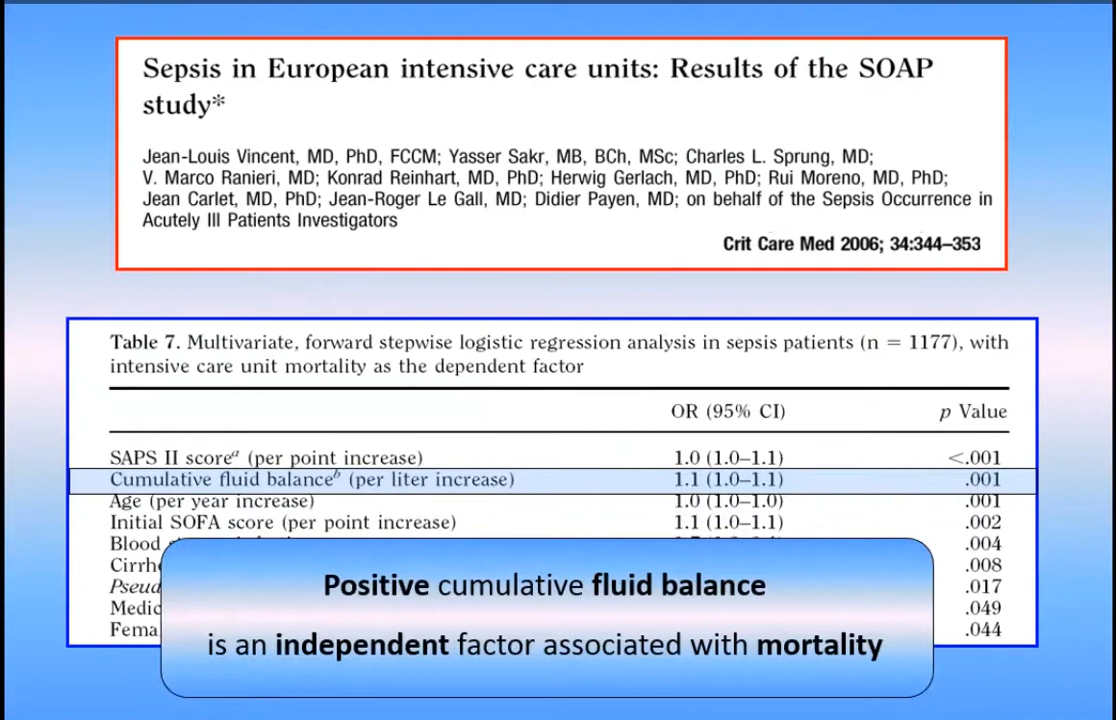 Sepsis in European intensive care units: Results of the SOAP
study*
Jean-Louis Vincent, MD, PhD, FCCM; Yasser Sakr, MB, BCh, MSc; Charles L. Sprung, MD;
V. Marco Ranieri, MD; Konrad Reinhart, MD, PhD; Herwig Gerlach, MD, PhD; Rui Moreno, MD, PhD;
Jean Carlet, MD, PhD; Jean-Roger Le Gall, MD; Didier Payen, MD; on behalf of the Sepsis Occurrence in
Acutely Ill Patients Investigators
Crit Care Med 2006; 34:344–353
Table 7. Multivariate, forward stepwise logistic regression analysis in sepsis patients (n = 1177), with
intensive care unit mortality as the dependent factor
OR (95% CI) p Value
SAPS II scoreᵃ (per point increase) 1.0 (1.0–1.1) <.001
Cumulative fluid balanceᵇ (per liter increase) 1.1 (1.0–1.1) .001
Age (per year increase) 1.0 (1.0–1.0) .001
Initial SOFA score (per point increase) 1.1 (1.0–1.1) .002
Blood .004
Cirrh .008
Pseud .017
Medic .049
Fema .044
Positive cumulative fluid balance
is an independent factor associated with mortality